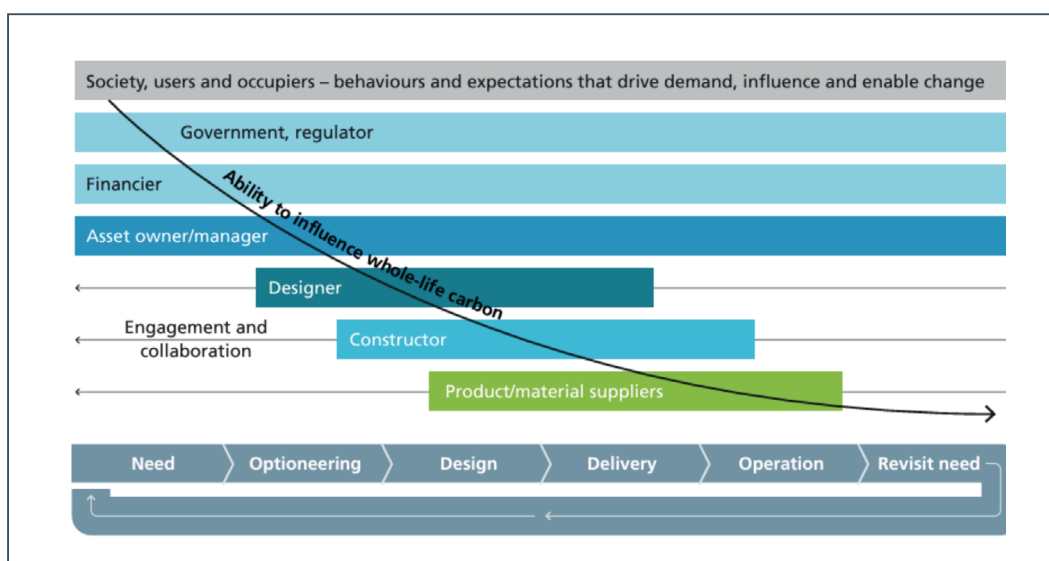 Society, users and occupiers – behaviours and expectations that drive demand, influence and enable change
Government, regulator
Financier
Ability to influence whole-life carbon
Asset owner/manager
Designer
Engagement and
collaboration
Constructor
Product/material suppliers
Need
Optioneering
Design
Delivery
Operation
Revisit need